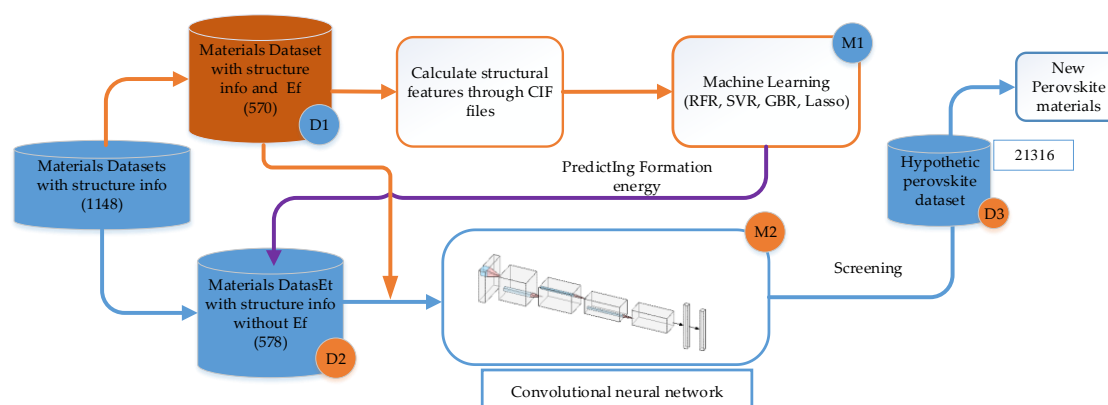 Materials Dataset
with structure
info and Ef
(570)
D1
Calculate structural
features through CIF
files
Machine Learning
(RFR, SVR, GBR, Lasso)
M1
New
Perovskite
materials
Materials Datasets
with structure info
(1148)
PredictIng Formation
energy
Hypothetic
perovskite
dataset
D3
21316
Materials DatasEt
with structure info
without Ef
(578)
D2
M2
Screening
Convolutional neural network